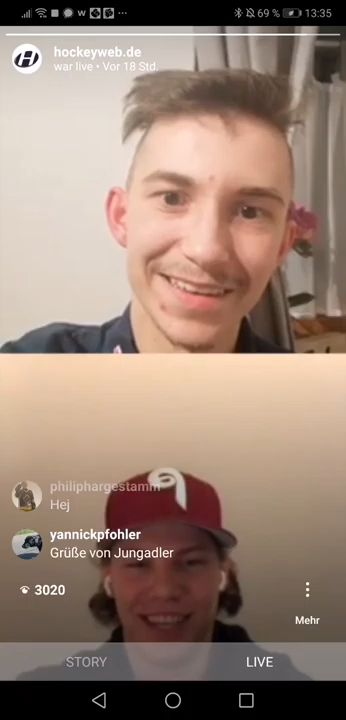 69 % 13:35
hockeyweb.de
war live • Vor 18 Std.
philiphargestamm
Hej
yannickpfohler
Grüße von Jungadler
3020
Mehr
STORY LIVE